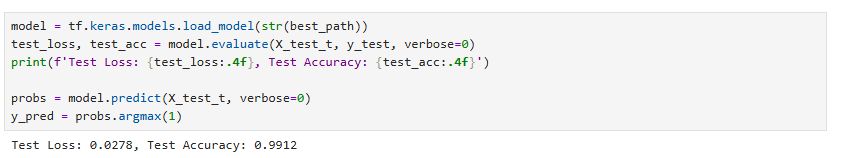 model = tf.keras.models.load_model(str(best_path))
test_loss, test_acc = model.evaluate(X_test_t, y_test, verbose=0)
print(f'Test Loss: {test_loss:.4f}, Test Accuracy: {test_acc:.4f}')
probs = model.predict(X_test_t, verbose=0)
y_pred = probs.argmax(1)
Test Loss: 0.0278, Test Accuracy: 0.9912